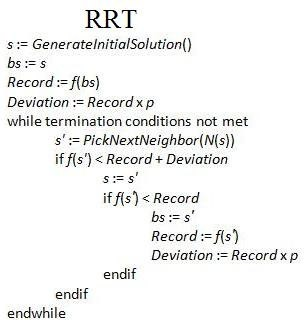 RRT
s := GenerateInitialSolution()
bs := s
Record := f(bs)
Deviation := Record x p
while termination conditions not met
s' := PickNextNeighbor(N(s))
if f(s') < Record + Deviation
s := s'
if f(s') < Record
bs := s'
Record := f(s')
Deviation := Record x p
endif
endif
endwhile